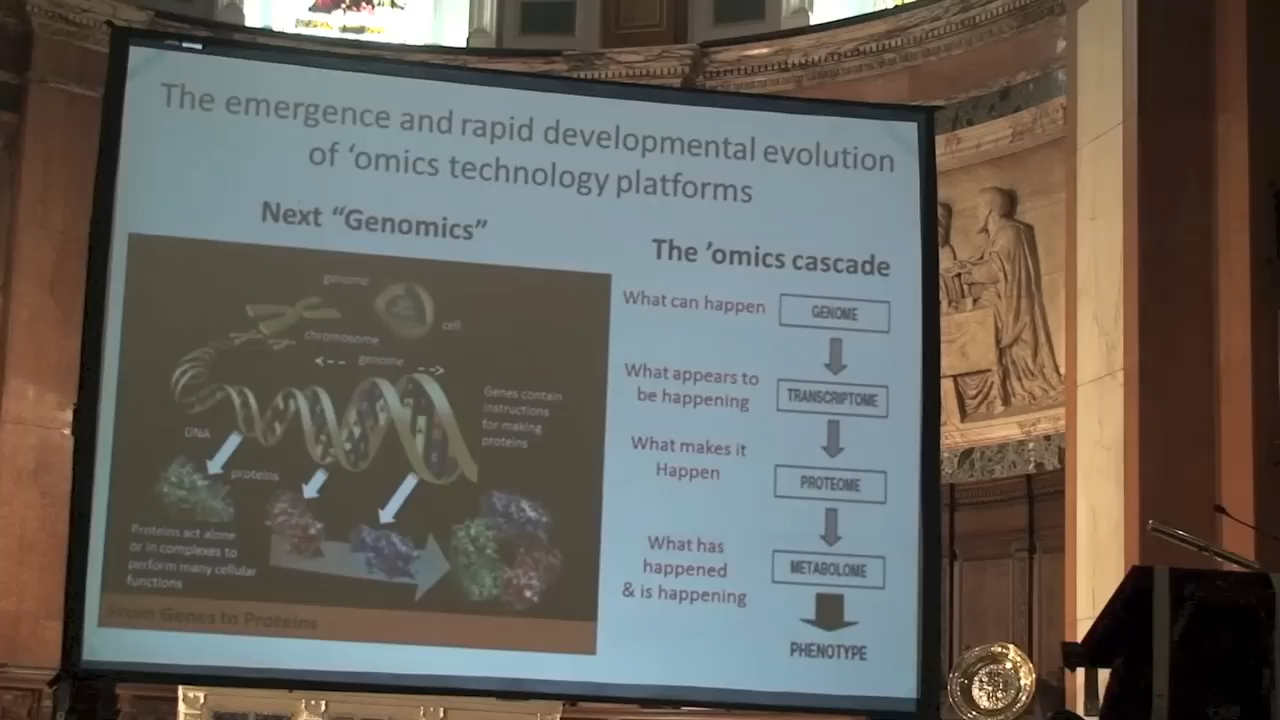 The emergence and rapid developmental evolution
of ‘omics technology platforms
Next “Genomics”
genome
cell
chromosome
genome
Genes contain
instructions
for making
proteins
DNA
proteins
Proteins act alone
or in complexes to
perform many cellular
functions
From Genes to Proteins
The ’omics cascade
What can happen
GENOME
What appears to
be happening
TRANSCRIPTOME
What makes it
Happen
PROTEOME
What has
happened
& is happening
METABOLOME
PHENOTYPE